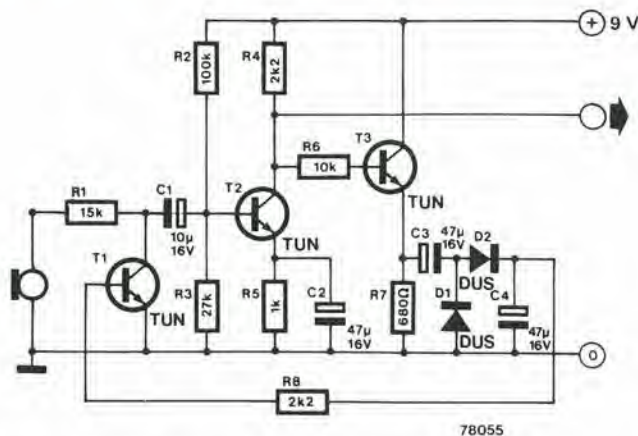 + 9 V
R2
100k
R4
2k2
T3
R6
10k
TUN
R1
15k
C1
10µ
16V
T2
TUN
C3
47µ
16V
D2
DUS
T1
TUN
R3
27k
R5
1k
C2
47µ
16V
R7
680Ω
D1
DUS
C4
47µ
16V
0
R8
2k2
78055